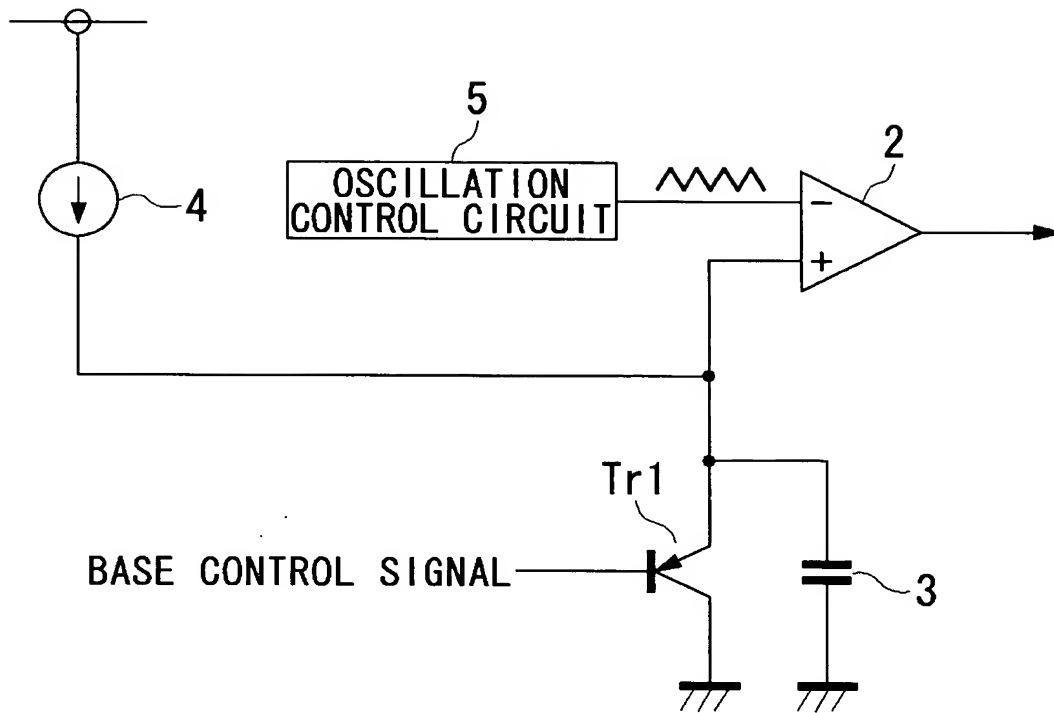 5
2
OSCILLATION
CONTROL CIRCUIT
−
4
+
Tr1
BASE CONTROL SIGNAL
3